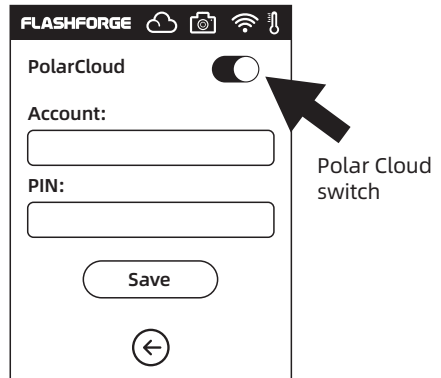 FLASHFORGE
PolarCloud
Account:
PIN:
Save
Polar Cloud
switch